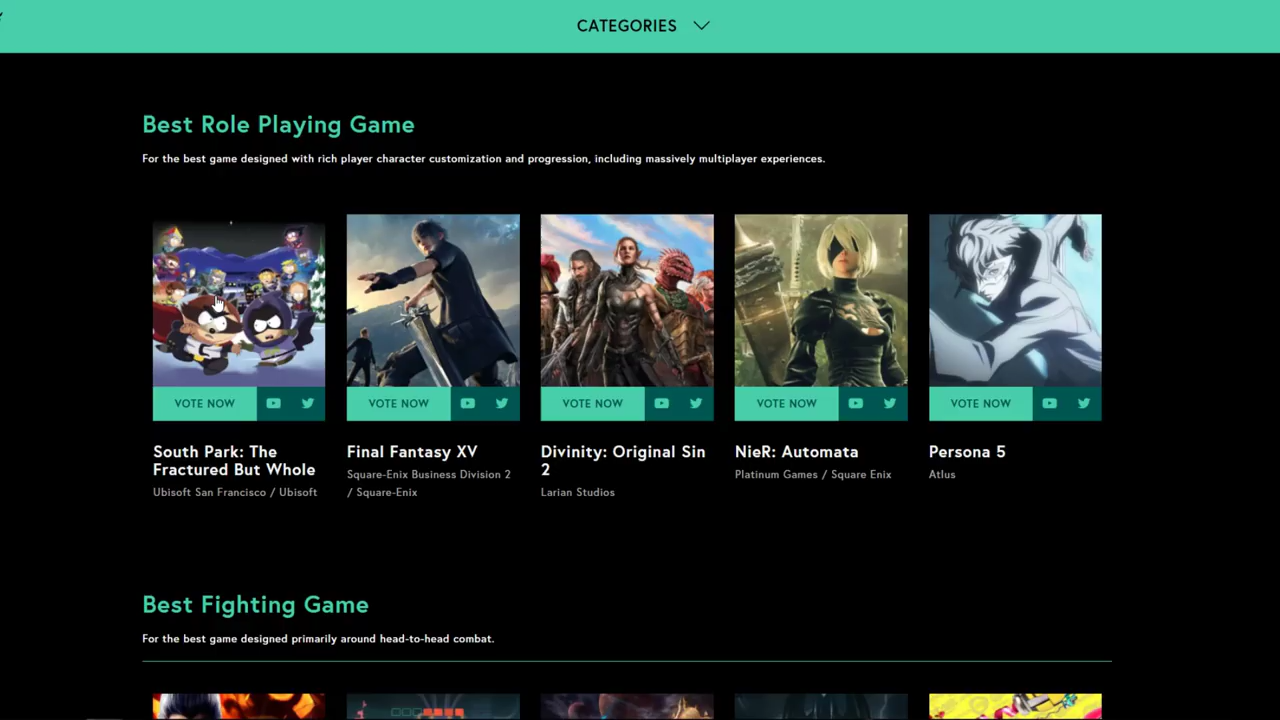 CATEGORIES
Best Role Playing Game
For the best game designed with rich player character customization and progression, including massively multiplayer experiences.
VOTE NOW
VOTE NOW
VOTE NOW
VOTE NOW
VOTE NOW
South Park: The
Fractured But Whole
Ubisoft San Francisco / Ubisoft
Final Fantasy XV
Square-Enix Business Division 2
/ Square-Enix
Divinity: Original Sin
2
Larian Studios
NieR: Automata
Platinum Games / Square Enix
Persona 5
Atlus
Best Fighting Game
For the best game designed primarily around head-to-head combat.